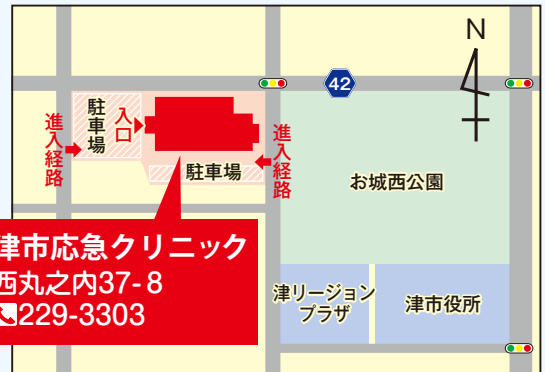 N
42
駐車場
入口
進入経路
駐車場
進入経路
お城西公園
津市応急クリニック
西丸之内37-8
229-3303
津リージョン
プラザ
津市役所